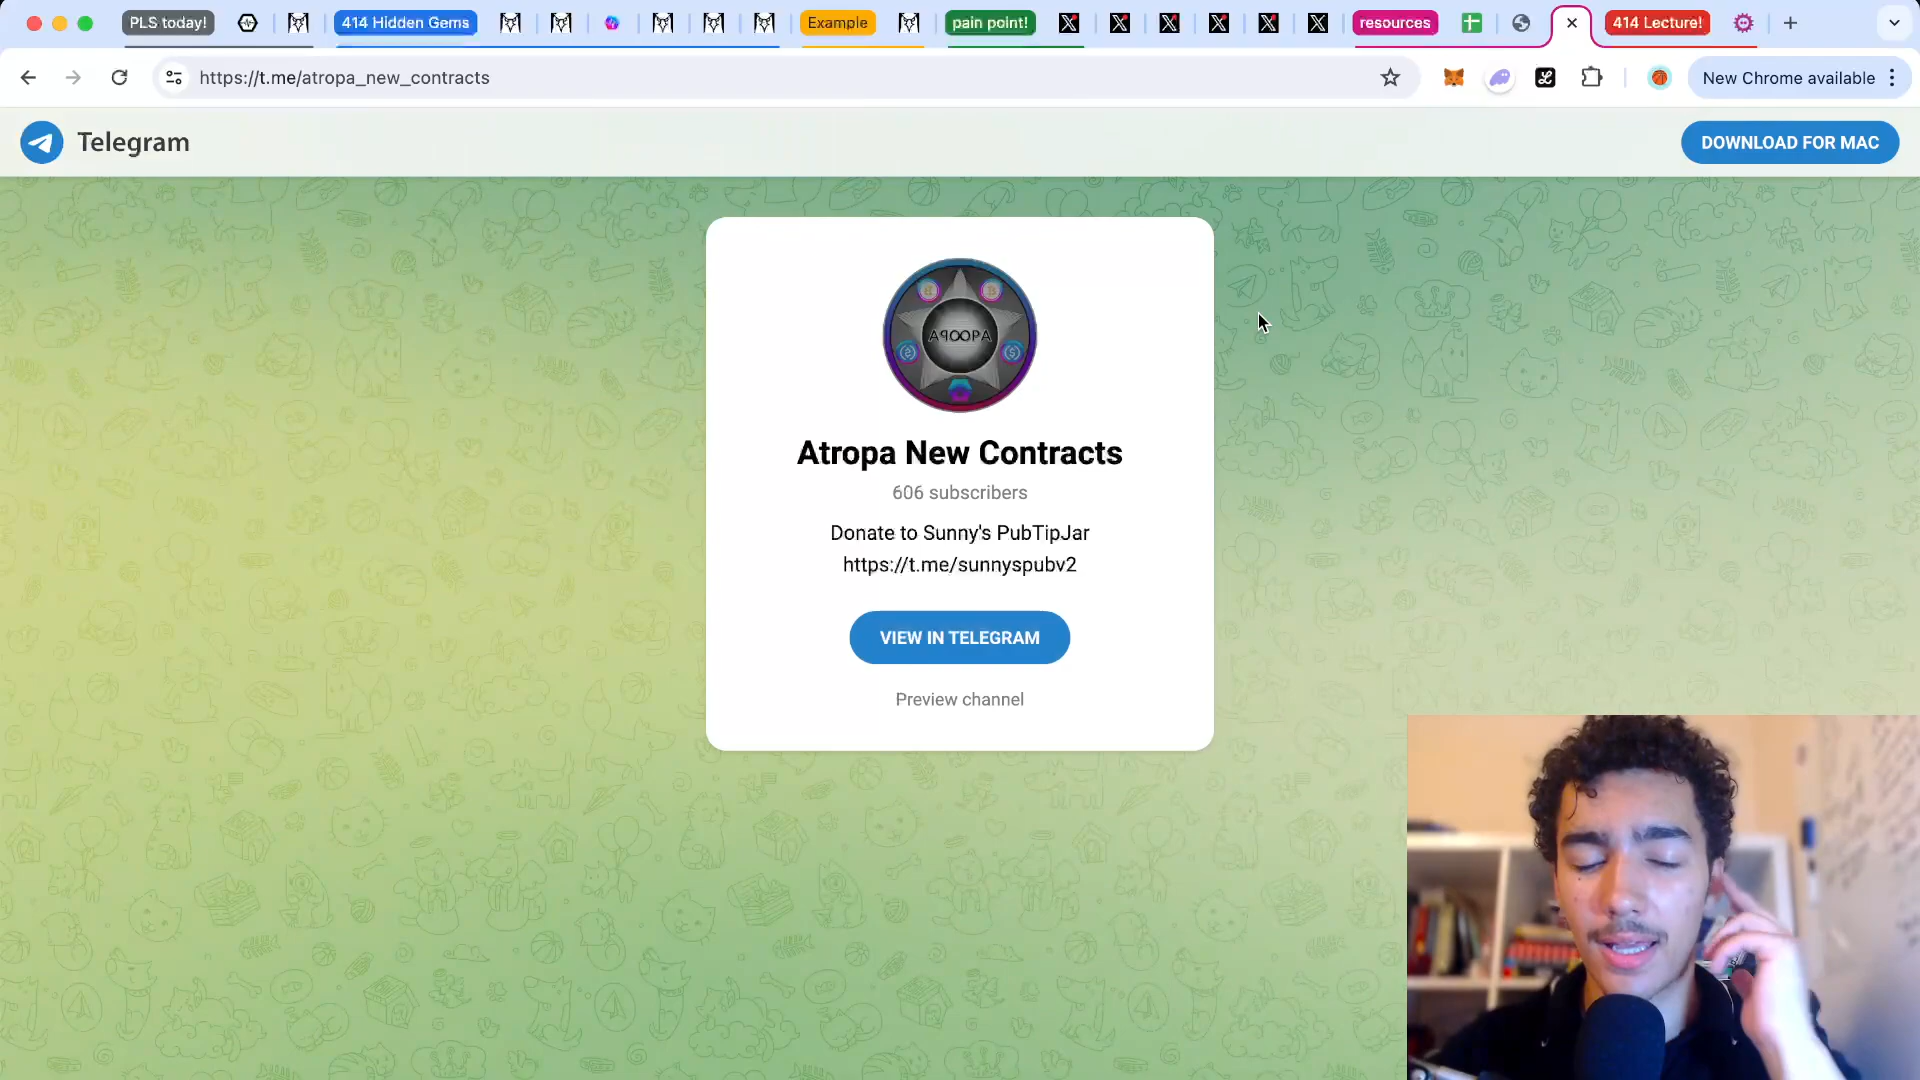 PLS today!
414 Hidden Gems
Example
pain point!
resources
414 Lecture!
https://t.me/atropa_new_contracts
New Chrome available
Telegram
DOWNLOAD FOR MAC
Atropa New Contracts
606 subscribers
Donate to Sunny's PubTipJar
https://t.me/sunnyspubv2
VIEW IN TELEGRAM
Preview channel